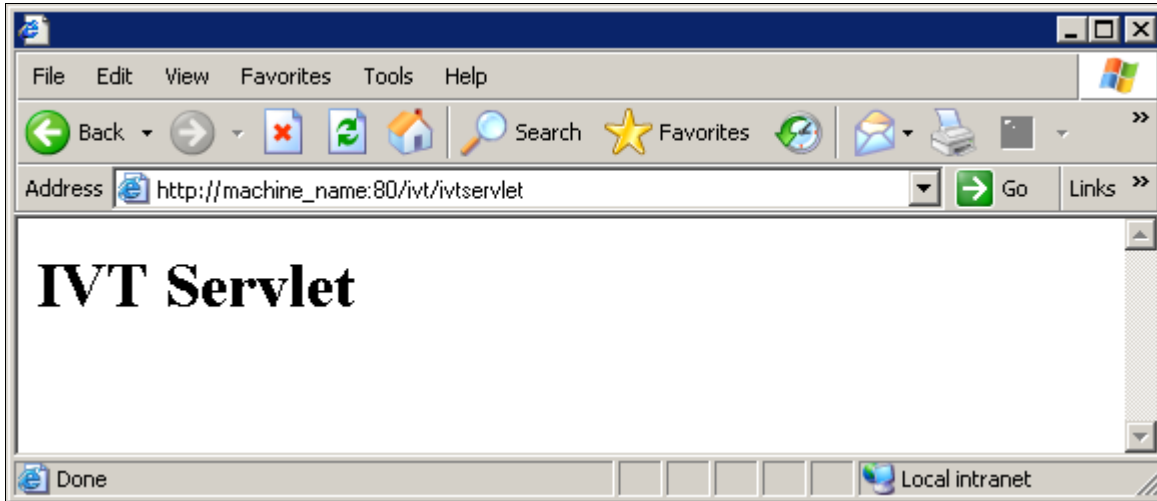 File Edit View Favorites Tools Help
Back Search Favorites »
Address http://machine_name:80/ivt/ivtservlet Go Links »
IVT Servlet
Done Local intranet